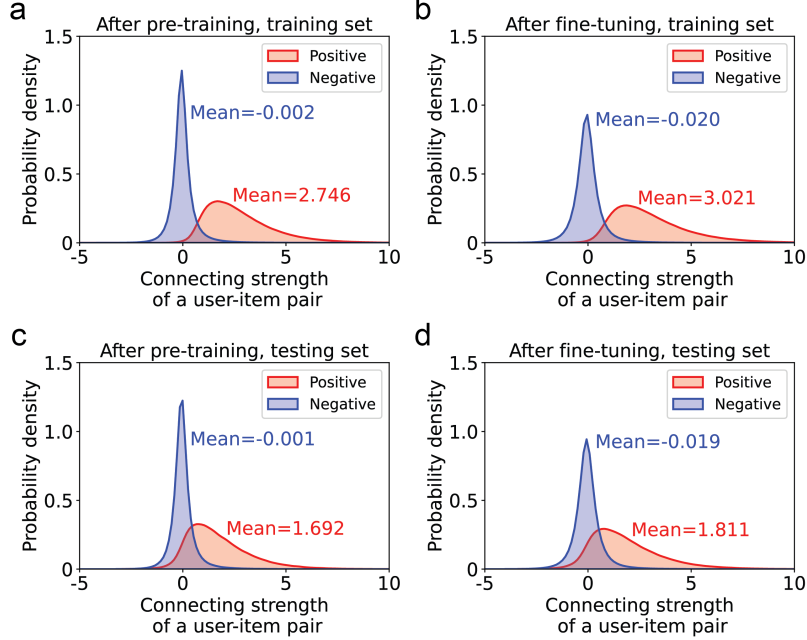 a
After pre-training, training set
1.5
1.0
0.5
0
Probability density
Positive
Negative
Mean=-0.002
Mean=2.746
-5
0
5
10
Connecting strength
of a user-item pair
b
After fine-tuning, training set
1.5
1.0
0.5
0
Probability density
Positive
Negative
Mean=-0.020
Mean=3.021
-5
0
5
10
Connecting strength
of a user-item pair
c
After pre-training, testing set
1.5
1.0
0.5
0
Probability density
Positive
Negative
Mean=-0.001
Mean=1.692
-5
0
5
10
Connecting strength
of a user-item pair
d
After fine-tuning, testing set
1.5
1.0
0.5
0
Probability density
Positive
Negative
Mean=-0.019
Mean=1.811
-5
0
5
10
Connecting strength
of a user-item pair